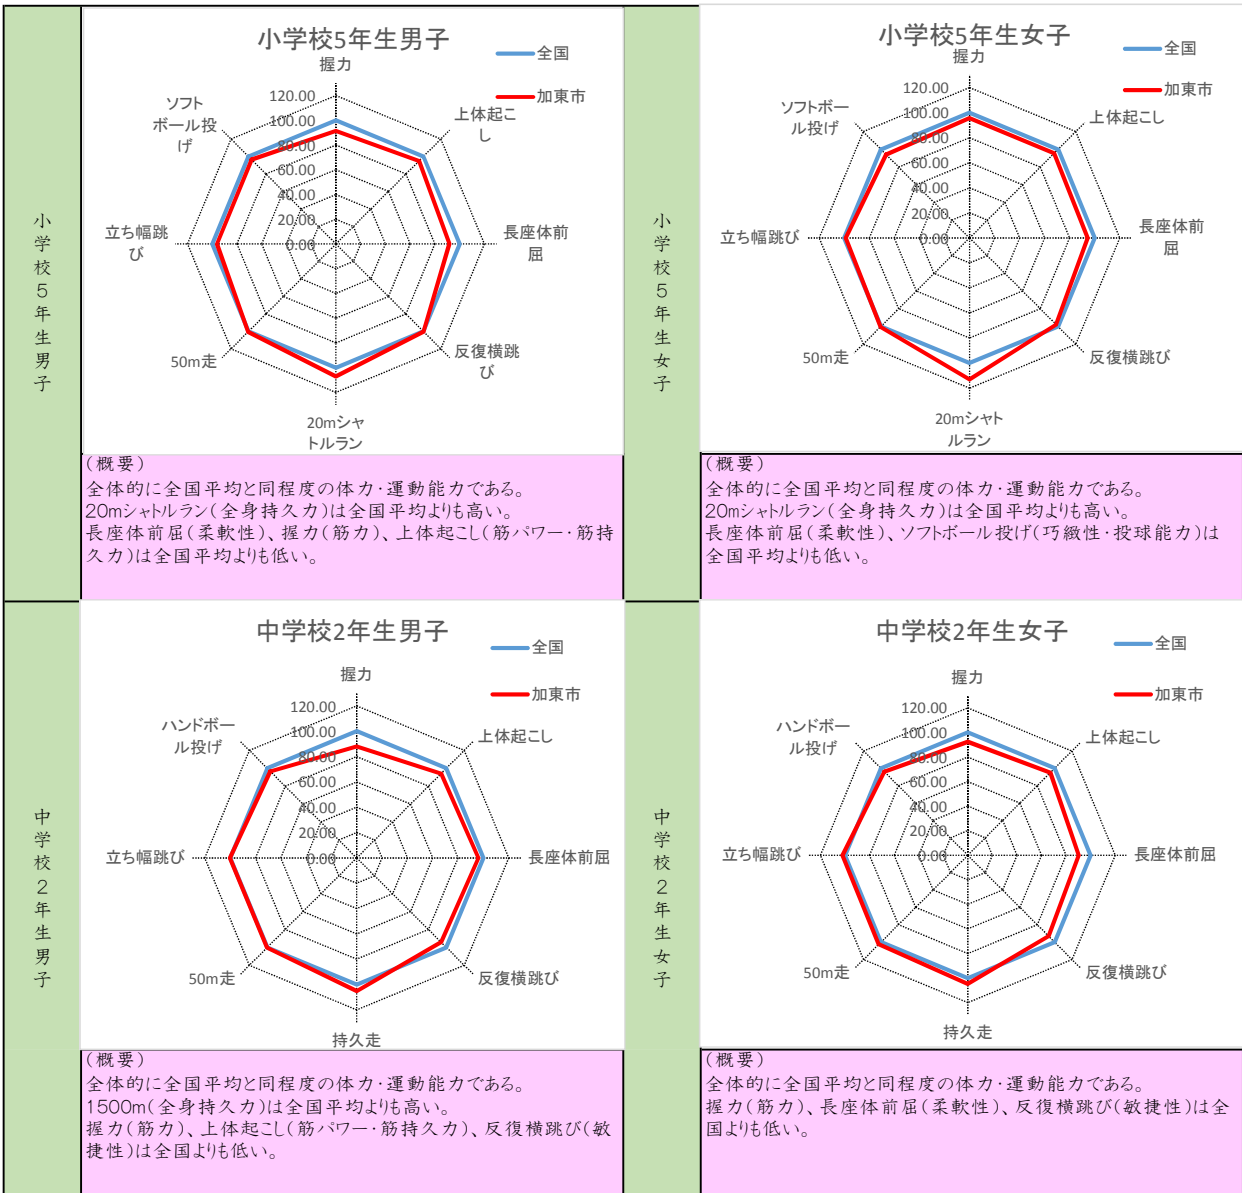 小学校5年生男子
小学校5年生男子
全国
加東市
握力
上体起こ
し
長座体前
屈
反復横跳
び
20mシャ
トルラン
50m走
立ち幅跳
び
ソフト
ボール投
げ
120.00
100.00
80.00
60.00
40.00
20.00
0.00
(概要)
全体的に全国平均と同程度の体力・運動能力である。
20mシャトルラン(全身持久力)は全国平均よりも高い。
長座体前屈(柔軟性)、握力(筋力)、上体起こし(筋パワー・筋持
久力)は全国平均よりも低い。
小学校5年生女子
小学校5年生女子
全国
加東市
握力
上体起こし
長座体前
屈
反復横跳び
20mシャト
ルラン
50m走
立ち幅跳び
ソフトボー
ル投げ
120.00
100.00
80.00
60.00
40.00
20.00
0.00
(概要)
全体的に全国平均と同程度の体力・運動能力である。
20mシャトルラン(全身持久力)は全国平均よりも高い。
長座体前屈(柔軟性)、ソフトボール投げ(巧緻性・投球能力)は
全国平均よりも低い。
中学校2年生男子
中学校2年生男子
全国
加東市
握力
上体起こし
長座体前屈
反復横跳び
持久走
50m走
立ち幅跳び
ハンドボー
ル投げ
120.00
100.00
80.00
60.00
40.00
20.00
0.00
(概要)
全体的に全国平均と同程度の体力・運動能力である。
1500m(全身持久力)は全国平均よりも高い。
握力(筋力)、上体起こし(筋パワー・筋持久力)、反復横跳び(敏
捷性)は全国よりも低い。
中学校2年生女子
中学校2年生女子
全国
加東市
握力
上体起こし
長座体前屈
反復横跳び
持久走
50m走
立ち幅跳び
ハンドボー
ル投げ
120.00
100.00
80.00
60.00
40.00
20.00
0.00
(概要)
全体的に全国平均と同程度の体力・運動能力である。
握力(筋力)、長座体前屈(柔軟性)、反復横跳び(敏捷性)は全
国よりも低い。